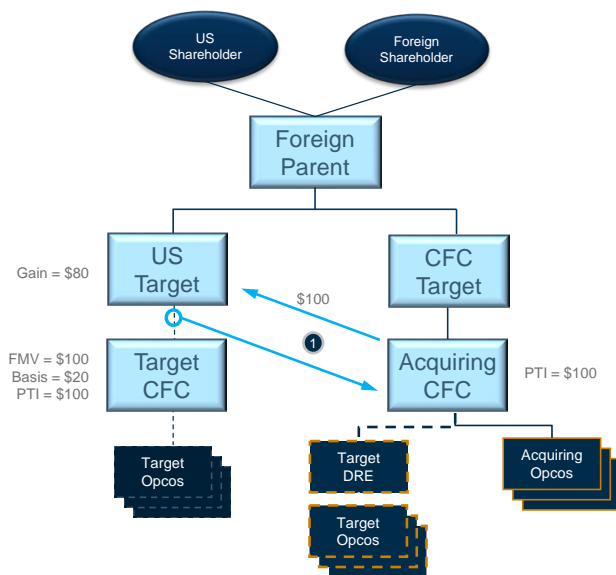 US
Shareholder
Foreign
Shareholder
Foreign
Parent
US
Target
CFC
Target
Gain = $80
$100
1
FMV = $100
Basis = $20
PTI = $100
Target
CFC
Acquiring
CFC
PTI = $100
Target
Opcos
Target
DRE
Acquiring
Opcos
Target
Opcos